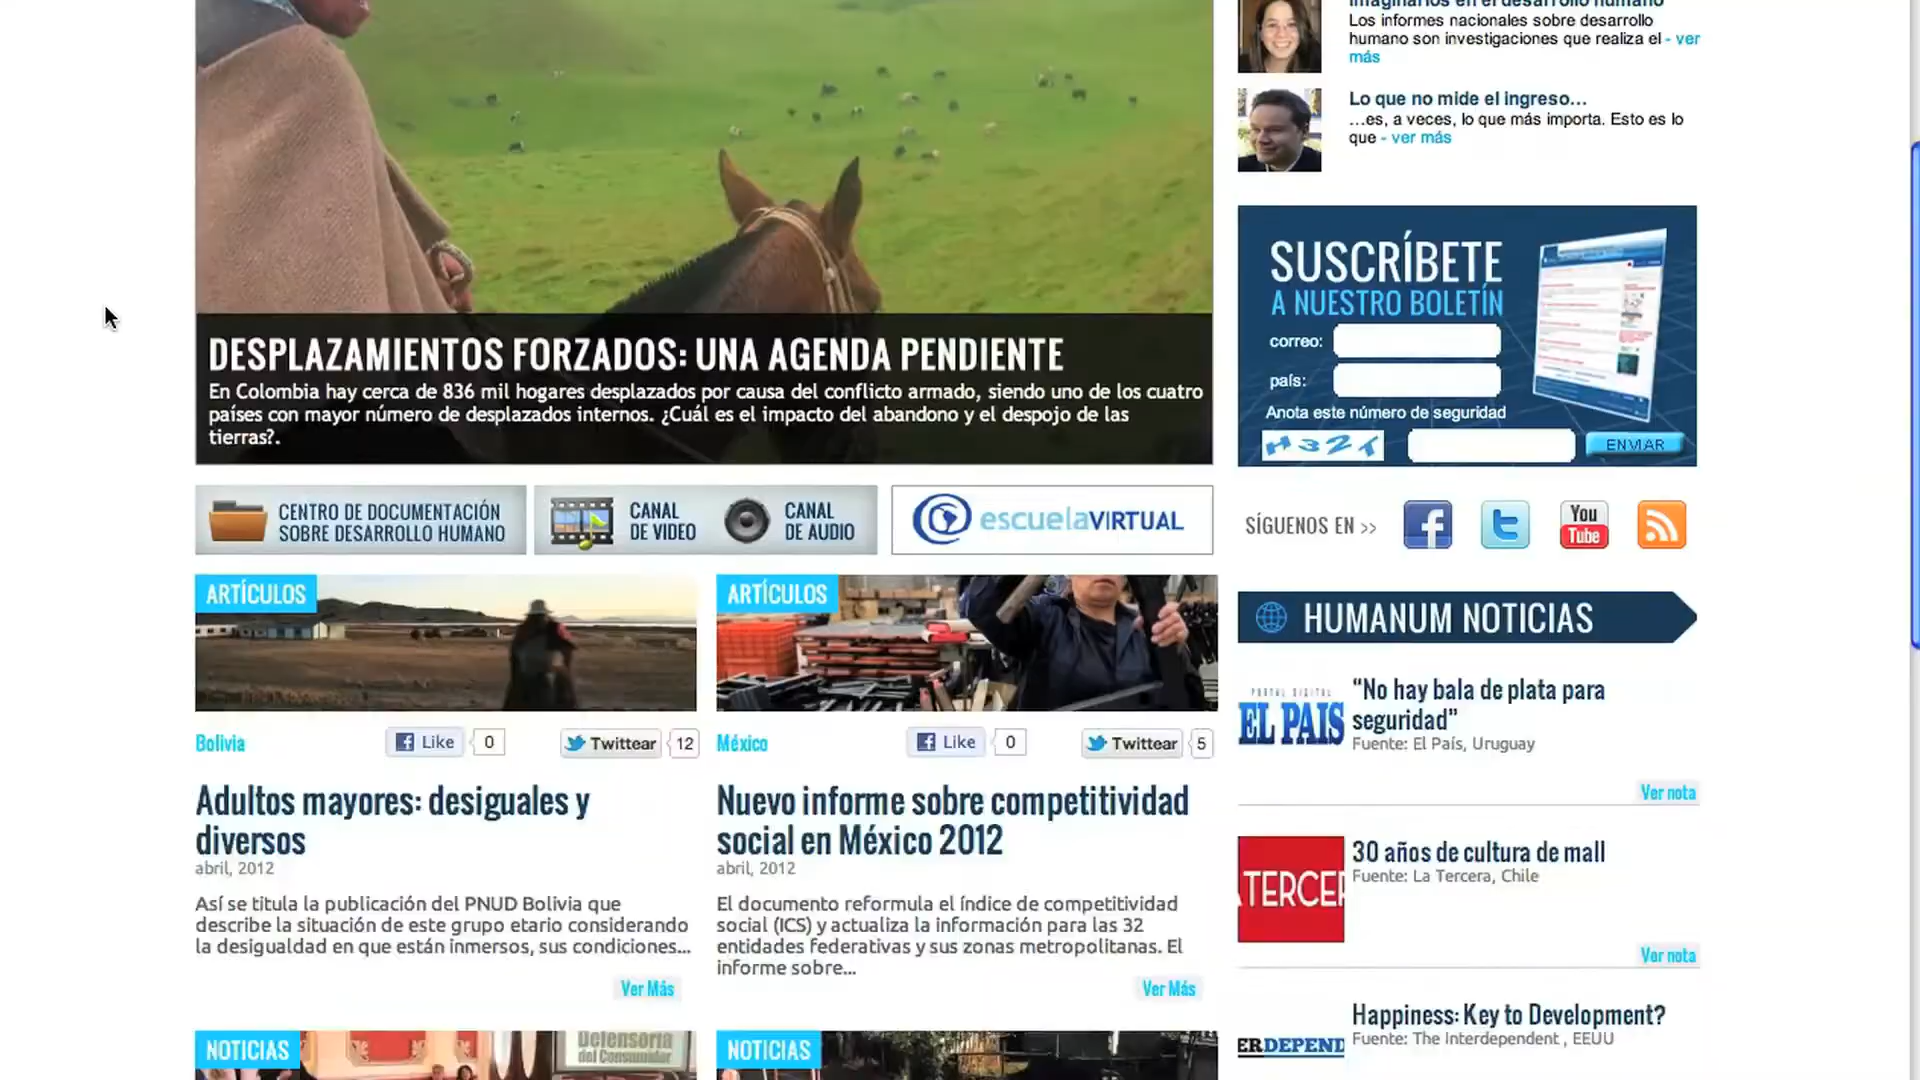 imaginarios en el desarrollo humano
Los informes nacionales sobre desarrollo
humano son investigaciones que realiza el - ver
más
Lo que no mide el ingreso...
...es, a veces, lo que más importa. Esto es lo
que - ver más
DESPLAZAMIENTOS FORZADOS: UNA AGENDA PENDIENTE
En Colombia hay cerca de 836 mil hogares desplazados por causa del conflicto armado, siendo uno de los cuatro
países con mayor número de desplazados internos. ¿Cuál es el impacto del abandono y el despojo de las
tierras?.
SUSCRÍBETE
A NUESTRO BOLETÍN
correo:
país:
Anota este número de seguridad
ENVIAR
CENTRO DE DOCUMENTACIÓN
SOBRE DESARROLLO HUMANO
CANAL
DE VIDEO
CANAL
DE AUDIO
escuelaVIRTUAL
SÍGUENOS EN >>
You
Tube
ARTÍCULOS
Bolivia
Like
0
Twittear
12
Adultos mayores: desiguales y
diversos
abril, 2012
Así se titula la publicación del PNUD Bolivia que
describe la situación de este grupo etario considerando
la desigualdad en que están inmersos, sus condiciones...
Ver Más
ARTÍCULOS
México
Like
0
Twittear
5
Nuevo informe sobre competitividad
social en México 2012
abril, 2012
El documento reformula el índice de competitividad
social (ICS) y actualiza la información para las 32
entidades federativas y sus zonas metropolitanas. El
informe sobre...
Ver Más
HUMANUM NOTICIAS
PORTAL DIGITAL
EL PAIS
“No hay bala de plata para
seguridad”
Fuente: El País, Uruguay
Ver nota
ATERCER
30 años de cultura de mall
Fuente: La Tercera, Chile
Ver nota
ERDEPEND
Happiness: Key to Development?
Fuente: The Interdependent , EEUU
NOTICIAS
Defensoría
del Consumidor
NOTICIAS